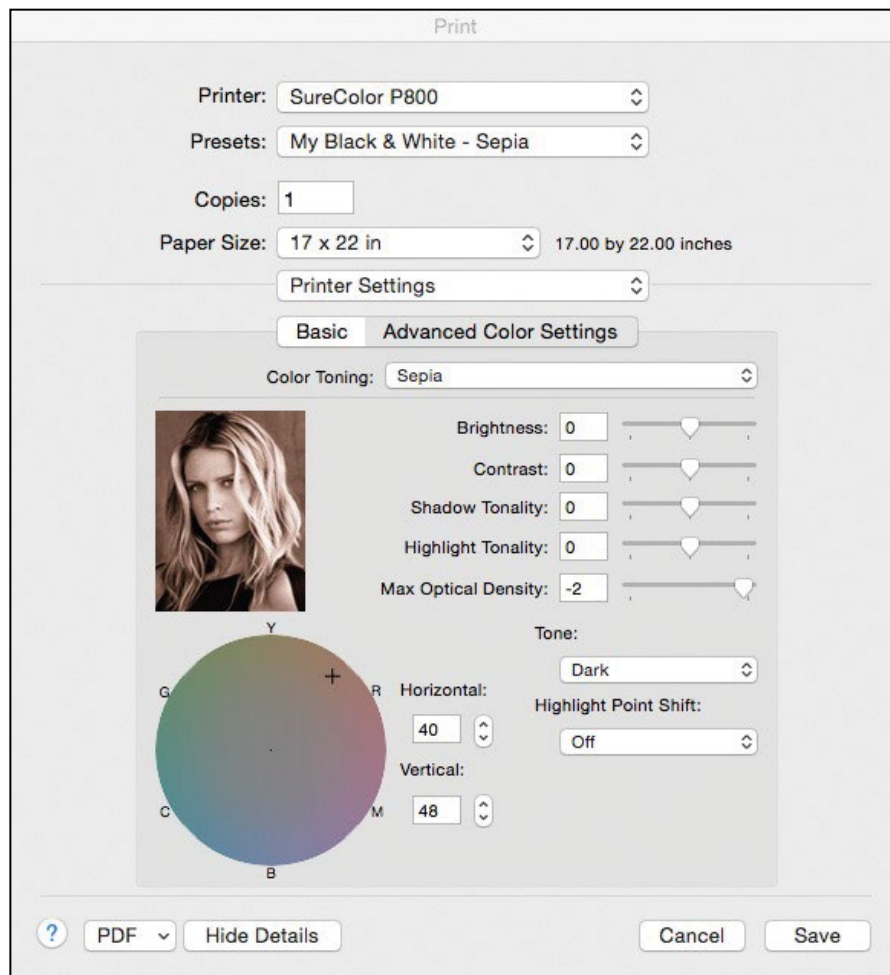 Print
Printer: SureColor P800
Presets: My Black & White - Sepia
Copies: 1
Paper Size: 17 x 22 in 17.00 by 22.00 inches
Printer Settings
Basic Advanced Color Settings
Color Toning: Sepia
Brightness: 0
Contrast: 0
Shadow Tonality: 0
Highlight Tonality: 0
Max Optical Density: -2
Y
G
R
C
M
B
Horizontal:
40
Vertical:
48
Tone:
Dark
Highlight Point Shift:
Off
? PDF Hide Details Cancel Save